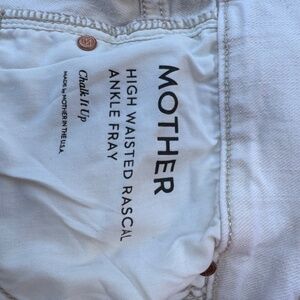 MOTHER
HIGH WAISTED RASCAL
ANKLE FRAY
Chalk It Up
MADE by MOTHER IN THE U.S.A.